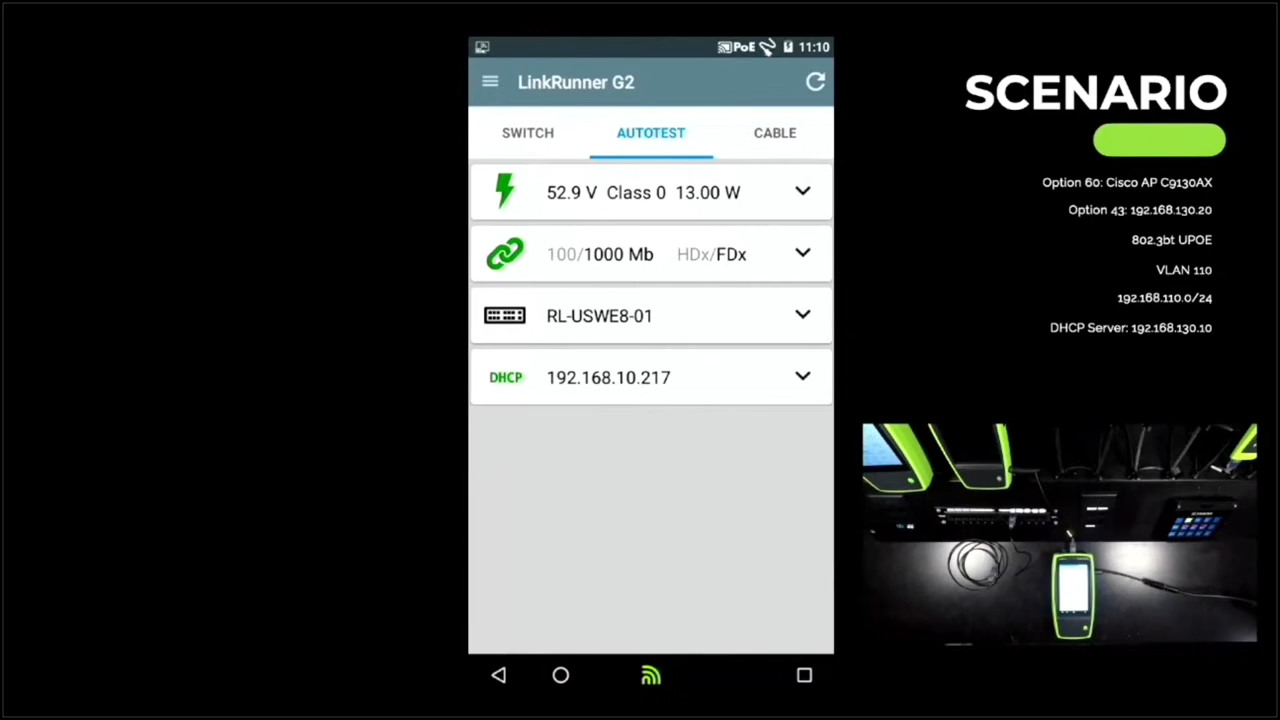 PoE 11:10
LinkRunner G2
SWITCH AUTOTEST CABLE
52.9 V Class 0 13.00 W
100/1000 Mb HDx/FDx
RL-USWE8-01
DHCP 192.168.10.217
SCENARIO
Option 60: Cisco AP C9130AX
Option 43: 192.168.130.20
802.3bt UPOE
VLAN 110
192.168.110.0/24
DHCP Server: 192.168.130.10